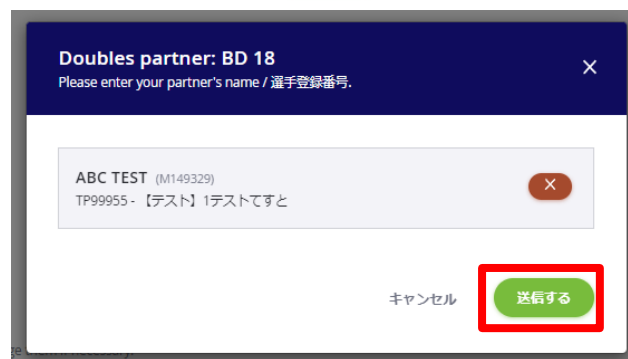 Doubles partner: BD 18
Please enter your partner's name / 選手登録番号.
ABC TEST (M149329)
TP99955 - 【テスト】1テストてすと
キャンセル
送信する